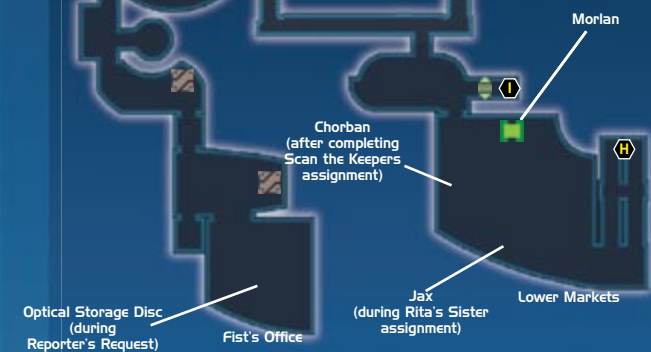 Morlan
I
H
Chorban
(after completing
Scan the Keepers
assignment)
Optical Storage Disc
(during
Reporter's Request)
Fist's Office
Jax
(during Rita's Sister
assignment)
Lower Markets